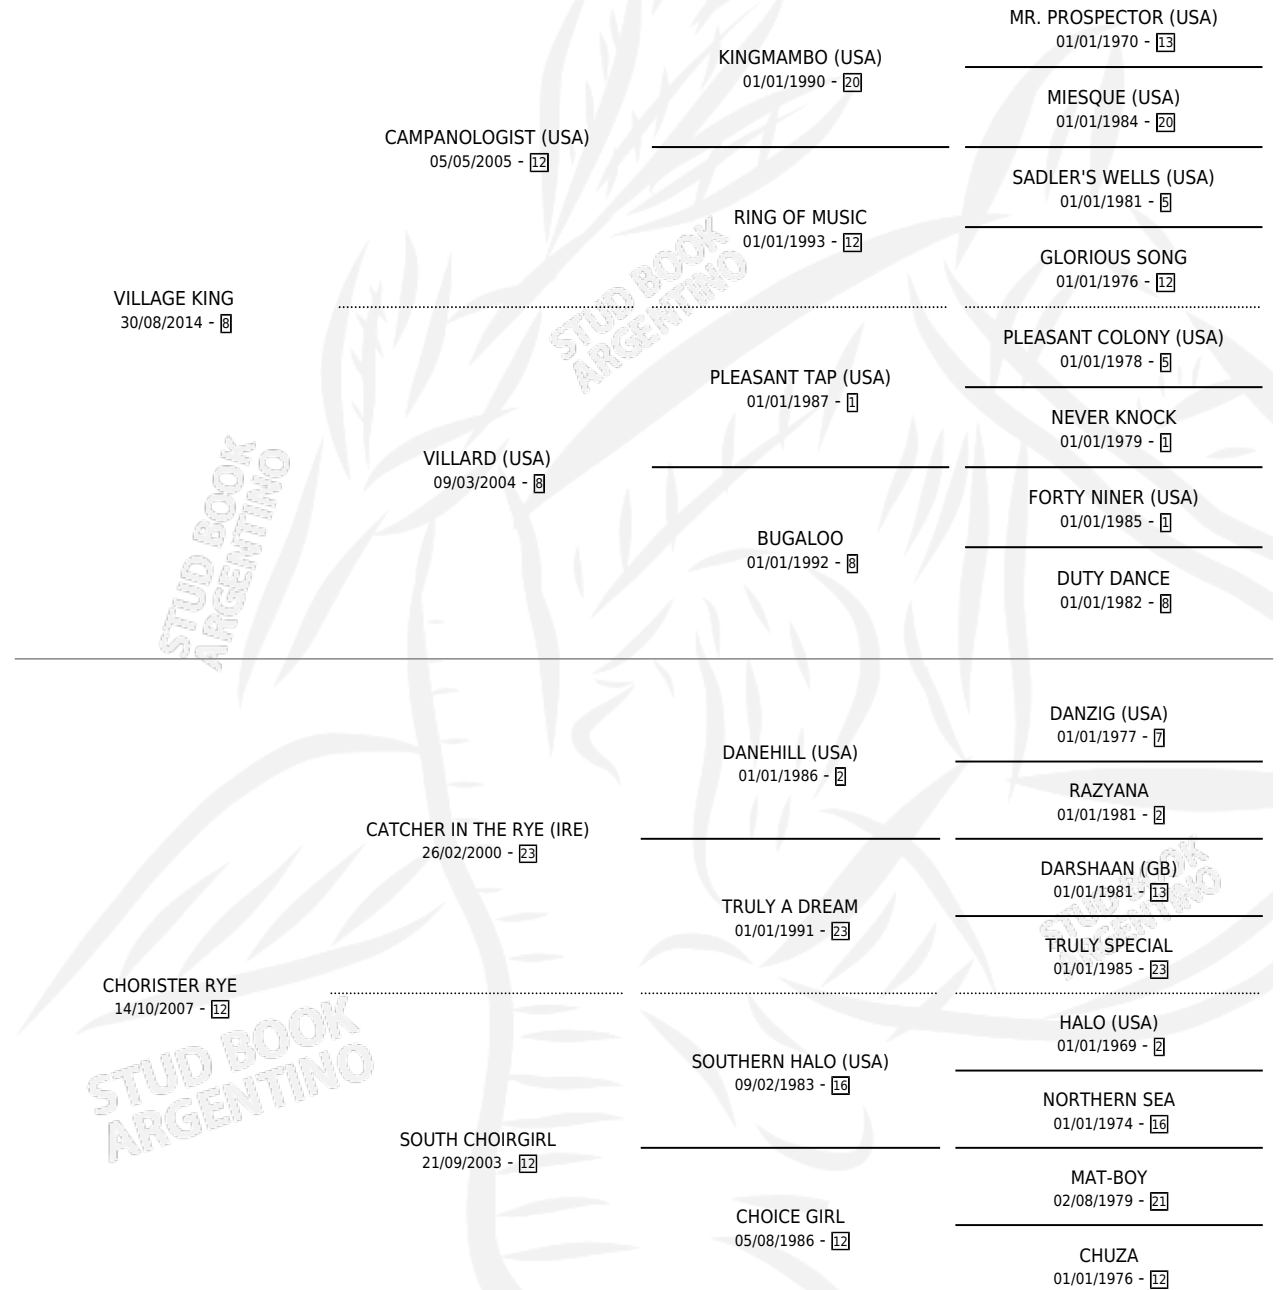 MR. PROSPECTOR (USA)
01/01/1970 - 13
KINGMAMBO (USA)
01/01/1990 - 20
MIESQUE (USA)
01/01/1984 - 20
CAMPANOLOGIST (USA)
05/05/2005 - 12
SADLER'S WELLS (USA)
01/01/1981 - 5
RING OF MUSIC
01/01/1993 - 12
GLORIOUS SONG
01/01/1976 - 12
VILLAGE KING
30/08/2014 - 8
PLEASANT COLONY (USA)
01/01/1978 - 5
PLEASANT TAP (USA)
01/01/1987 - 1
NEVER KNOCK
01/01/1979 - 1
VILLARD (USA)
09/03/2004 - 8
FORTY NINER (USA)
01/01/1985 - 1
BUGALOO
01/01/1992 - 8
DUTY DANCE
01/01/1982 - 8
DANZIG (USA)
01/01/1977 - 7
DANEHILL (USA)
01/01/1986 - 2
RAZYANA
01/01/1981 - 2
CATCHER IN THE RYE (IRE)
26/02/2000 - 23
DARSHAAN (GB)
01/01/1981 - 13
TRULY A DREAM
01/01/1991 - 23
TRULY SPECIAL
01/01/1985 - 23
CHORISTER RYE
14/10/2007 - 12
HALO (USA)
01/01/1969 - 2
SOUTHERN HALO (USA)
09/02/1983 - 16
NORTHERN SEA
01/01/1974 - 16
SOUTH CHOIRGIRL
21/09/2003 - 12
MAT-BOY
02/08/1979 - 21
CHOICE GIRL
05/08/1986 - 12
CHUZA
01/01/1976 - 12
STUD BOOK
ARGENTINO
STUD BOOK
ARGENTINO
STUD BOOK
ARGENTINO
STUD BOOK
ARGENTINO